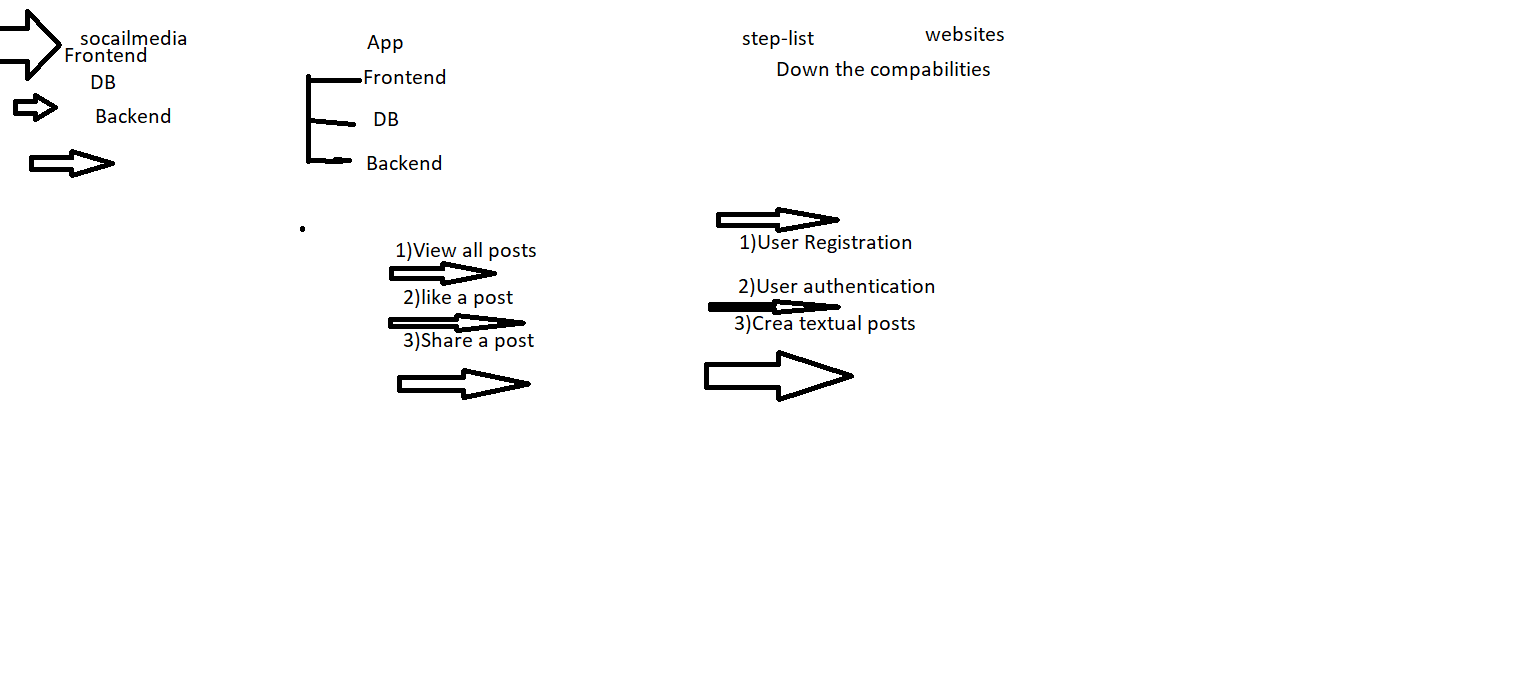 socailmedia
Frontend
DB
Backend
App
Frontend
DB
Backend
step-list
websites
Down the compabilities
1)View all posts
2)like a post
3)Share a post
1)User Registration
2)User authentication
3)Crea textual posts